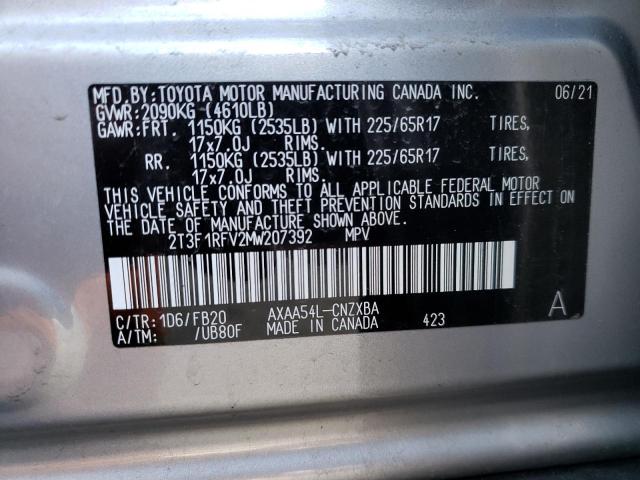 MFD.BY:TOYOTA MOTOR MANUFACTURING CANADA INC. 06/21
GVWR:2090KG (4610LB)
GAWR:FRT. 1150KG (2535LB) WITH 225/65R17 TIRES,
17x7.0J RIMS.
RR. 1150KG (2535LB) WITH 225/65R17 TIRES,
17x7.0J RIMS.
THIS VEHICLE CONFORMS TO ALL APPLICABLE FEDERAL MOTOR
VEHICLE SAFETY AND THEFT PREVENTION STANDARDS IN EFFECT ON
THE DATE OF MANUFACTURE SHOWN ABOVE.
2T3F1RFV2MW207392 MPV
C/TR:1D6/FB20 AXAA54L-CNZXBA A
A/TM: /UB80F MADE IN CANADA 423